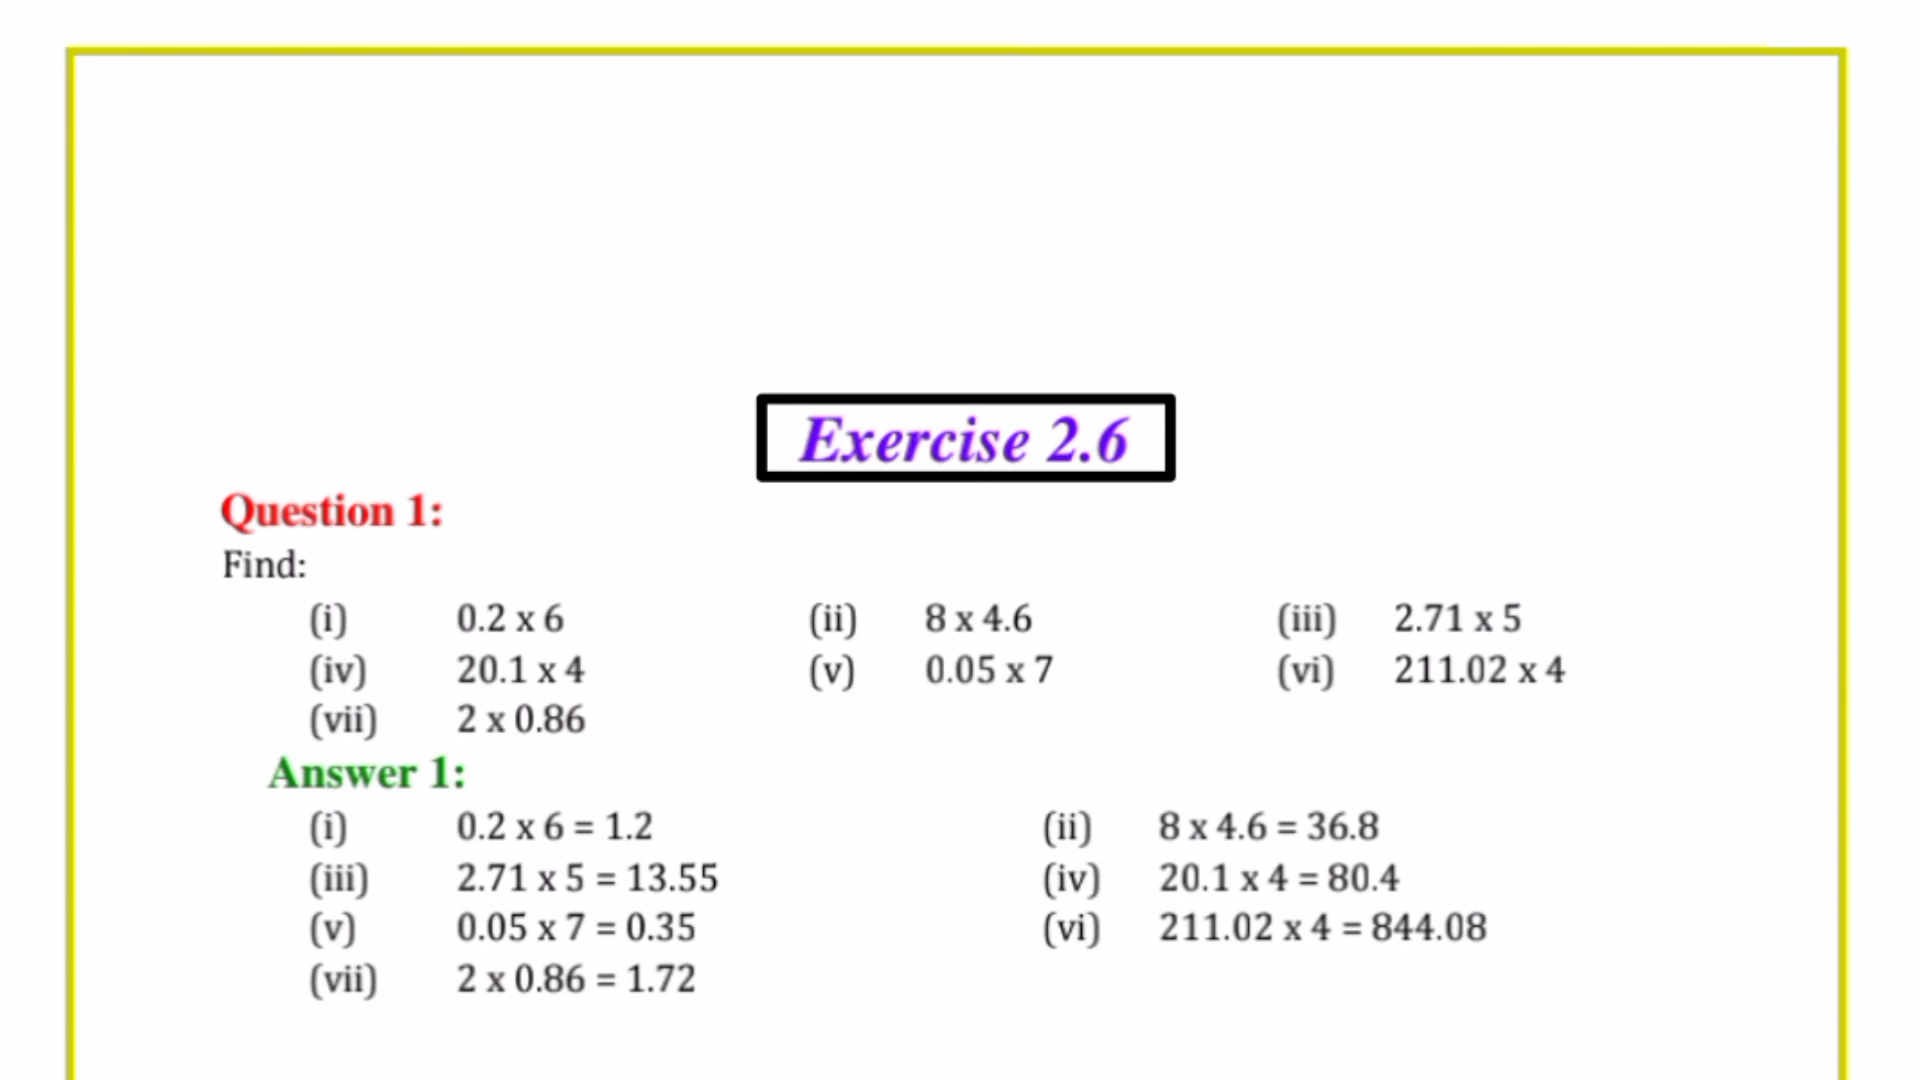 Exercise 2.6
Question 1:
Find:
(i) 0.2 x 6 (ii) 8 x 4.6 (iii) 2.71 x 5
(iv) 20.1 x 4 (v) 0.05 x 7 (vi) 211.02 x 4
(vii) 2 x 0.86
Answer 1:
(i) 0.2 x 6 = 1.2 (ii) 8 x 4.6 = 36.8
(iii) 2.71 x 5 = 13.55 (iv) 20.1 x 4 = 80.4
(v) 0.05 x 7 = 0.35 (vi) 211.02 x 4 = 844.08
(vii) 2 x 0.86 = 1.72